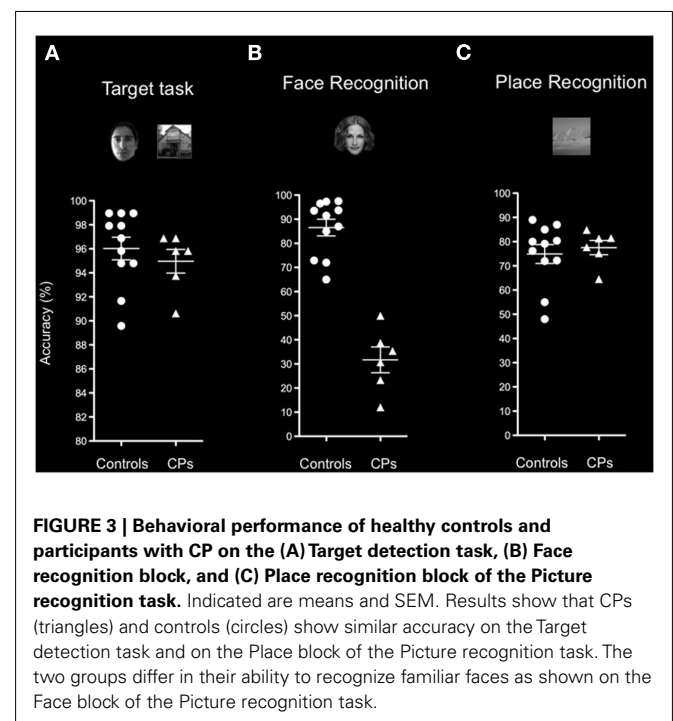 A
B
C
Target task
Face Recognition
Place Recognition
Accuracy (%)
100
98
96
94
92
90
88
86
84
82
80
Controls CPs
100
90
80
70
60
50
40
30
20
10
0
Controls CPs
100
90
80
70
60
50
40
30
20
10
0
Controls CPs
FIGURE 3 | Behavioral performance of healthy controls and
participants with CP on the (A) Target detection task, (B) Face
recognition block, and (C) Place recognition block of the Picture
recognition task. Indicated are means and SEM. Results show that CPs
(triangles) and controls (circles) show similar accuracy on the Target
detection task and on the Place block of the Picture recognition task. The
two groups differ in their ability to recognize familiar faces as shown on the
Face block of the Picture recognition task.